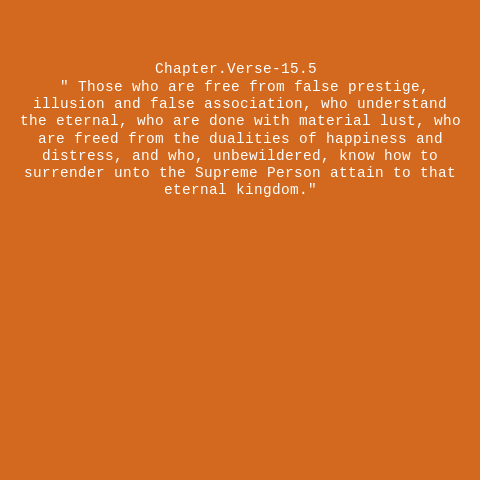 Chapter.Verse-15.5
" Those who are free from false prestige,
illusion and false association, who understand
the eternal, who are done with material lust, who
are freed from the dualities of happiness and
distress, and who, unbewildered, know how to
surrender unto the Supreme Person attain to that
eternal kingdom."